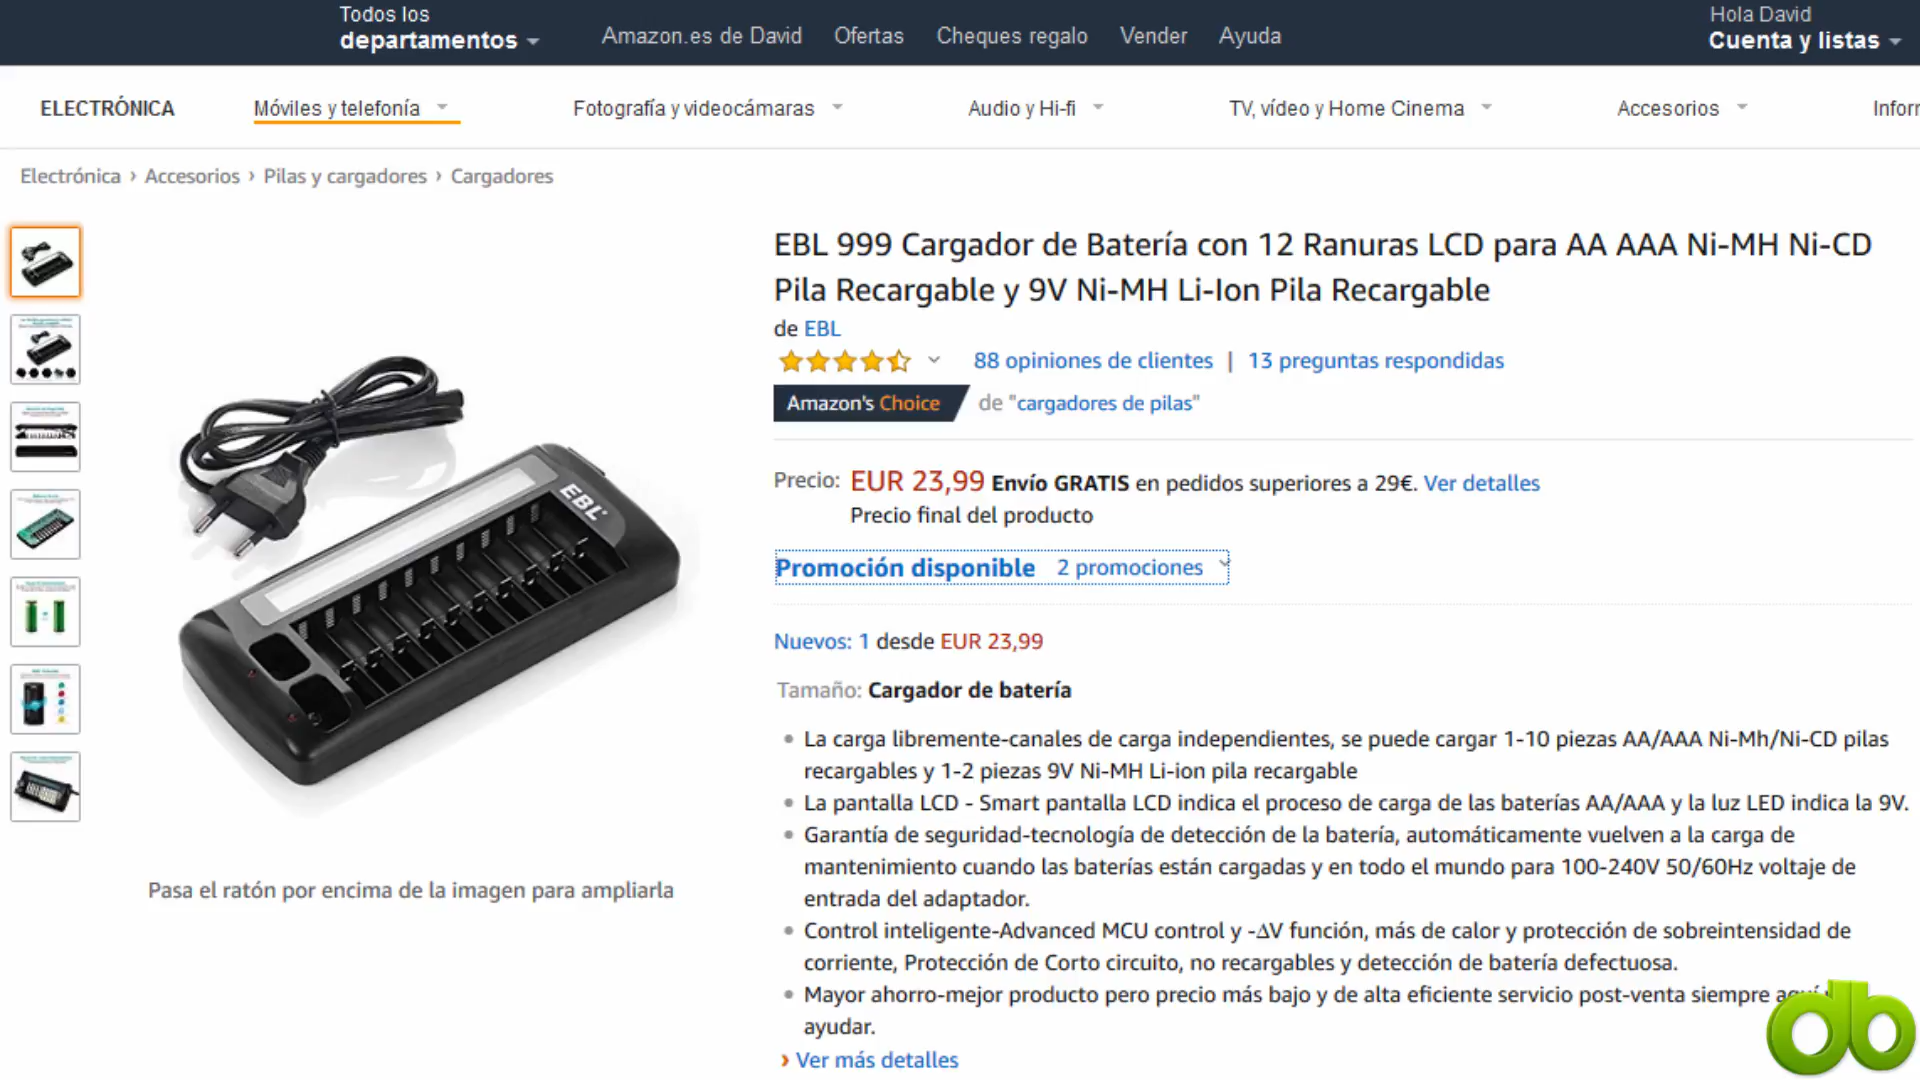 Todos los
departamentos
Amazon.es de David Ofertas Cheques regalo Vender Ayuda
Hola David
Cuenta y listas
ELECTRÓNICA Móviles y telefonía Fotografía y videocámaras Audio y Hi-fi TV, vídeo y Home Cinema Accesorios Infor
Electrónica › Accesorios › Pilas y cargadores › Cargadores
EBL 999 Cargador de Batería con 12 Ranuras LCD para AA AAA Ni-MH Ni-CD
Pila Recargable y 9V Ni-MH Li-Ion Pila Recargable
de EBL
88 opiniones de clientes | 13 preguntas respondidas
Amazon's Choice de "cargadores de pilas"
Precio: EUR 23,99 Envío GRATIS en pedidos superiores a 29€. Ver detalles
Precio final del producto
Promoción disponible 2 promociones
Nuevos: 1 desde EUR 23,99
Tamaño: Cargador de batería
La carga libremente-canales de carga independientes, se puede cargar 1-10 piezas AA/AAA Ni-Mh/Ni-CD pilas
recargables y 1-2 piezas 9V Ni-MH Li-ion pila recargable
La pantalla LCD - Smart pantalla LCD indica el proceso de carga de las baterías AA/AAA y la luz LED indica la 9V.
Garantía de seguridad-tecnología de detección de la batería, automáticamente vuelven a la carga de
mantenimiento cuando las baterías están cargadas y en todo el mundo para 100-240V 50/60Hz voltaje de
entrada del adaptador.
Control inteligente-Advanced MCU control y -ΔV función, más de calor y protección de sobreintensidad de
corriente, Protección de Corto circuito, no recargables y detección de batería defectuosa.
Mayor ahorro-mejor producto pero precio más bajo y de alta eficiente servicio post-venta siempre aquí
ayudar.
› Ver más detalles
EBL
Pasa el ratón por encima de la imagen para ampliarla
db